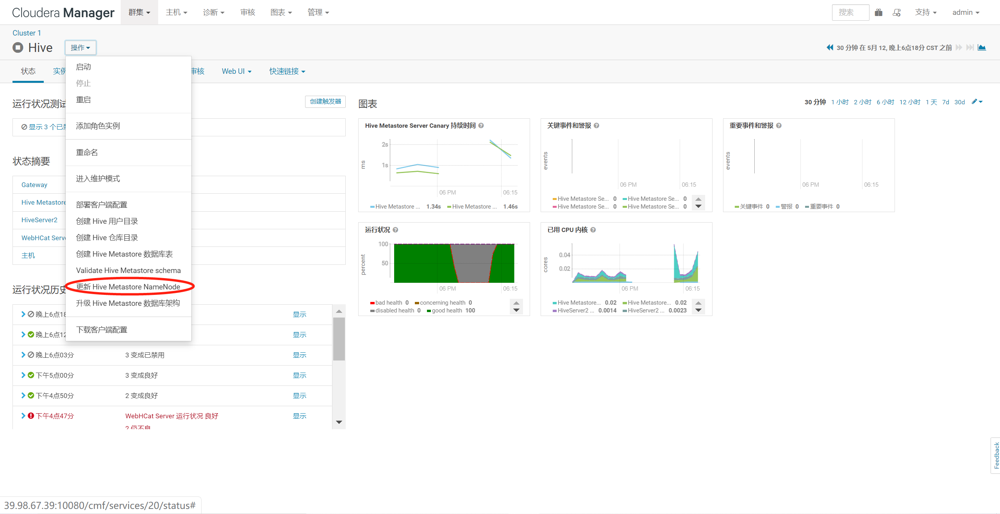 Cloudera Manager 群集 主机 诊断 审核 图表 管理 搜索 支持 admin
Cluster 1
Hive 操作 30 分钟 在 5月 12, 晚上6点18分 CST 之前
状态 实例 审核 Web UI 快速链接
启动
停止
重启
添加角色实例
重命名
进入维护模式
部署客户端配置
创建 Hive 用户目录
创建 Hive 仓库目录
创建 Hive Metastore 数据库表
Validate Hive Metastore schema
更新 Hive Metastore NameNode
升级 Hive Metastore 数据库架构
下载客户端配置
运行状况测试 创建触发器
显示 3 个已
状态摘要
Gateway
Hive Metastore
HiveServer2
WebHCat Serv
主机
运行状况历史
晚上6点18 显示
晚上6点12 显示
晚上6点03分 3 变成已禁用 显示
下午5点00分 3 变成良好 显示
下午4点50分 2 变成良好 显示
下午4点47分 WebHCat Server 运行状况 良好 显示
2 仍不良
图表 30 分钟 1 小时 2 小时 6 小时 12 小时 1 天 7d 30d
Hive Metastore Server Canary 持续时间
ms
2s
1s
06 PM 06:15
Hive Metastore ... 1.34s Hive Metastore ... 1.46s
关键事件和警报
events
06 PM 06:15
Hive Metastore Se... 0 Hive Metastore Se... 0
Hive Metastore Se... 0 Hive Metastore Se... 0
重要事件和警报
events
06 PM 06:15
关键事件 0 警报 0 重要事件 0
运行状况
percent
100
50
06 PM 06:15
bad health 0 concerning health 0
disabled health 0 good health 100
已用 CPU 内核
cores
0.04
0.02
06 PM 06:15
Hive Metastore... 0.02 Hive Metastore... 0.02
HiveServer2 ... 0.0014 HiveServer2 ... 0.0023
Feedback
39.98.67.39:10080/cmf/services/20/status#